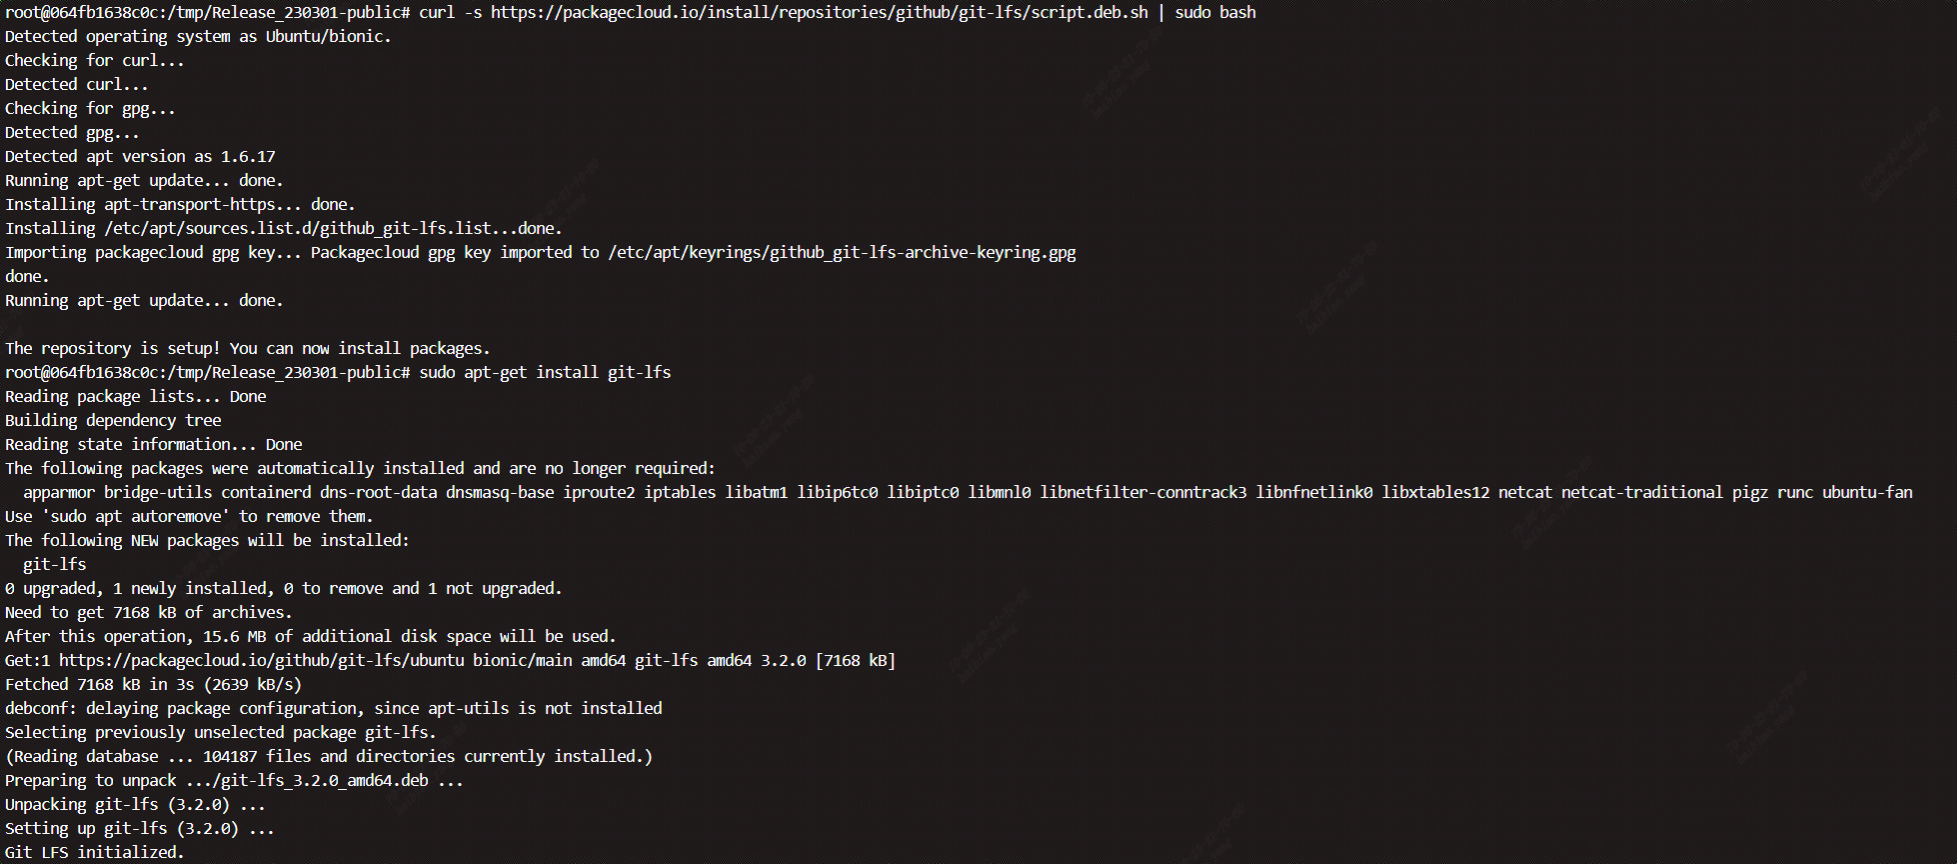 root@064fb1638c0c:/tmp/Release_230301-public# curl -s https://packagecloud.io/install/repositories/github/git-lfs/script.deb.sh | sudo bash
Detected operating system as Ubuntu/bionic.
Checking for curl...
Detected curl...
Checking for gpg...
Detected gpg...
Detected apt version as 1.6.17
Running apt-get update... done.
Installing apt-transport-https... done.
Installing /etc/apt/sources.list.d/github_git-lfs.list...done.
Importing packagecloud gpg key... Packagecloud gpg key imported to /etc/apt/keyrings/github_git-lfs-archive-keyring.gpg
done.
Running apt-get update... done.
The repository is setup! You can now install packages.
root@064fb1638c0c:/tmp/Release_230301-public# sudo apt-get install git-lfs
Reading package lists... Done
Building dependency tree
Reading state information... Done
The following packages were automatically installed and are no longer required:
  apparmor bridge-utils containerd dns-root-data dnsmasq-base iproute2 iptables libatm1 libip6tc0 libiptc0 libmnl0 libnetfilter-conntrack3 libnfnetlink0 libxtables12 netcat netcat-traditional pigz runc ubuntu-fan
Use 'sudo apt autoremove' to remove them.
The following NEW packages will be installed:
  git-lfs
0 upgraded, 1 newly installed, 0 to remove and 1 not upgraded.
Need to get 7168 kB of archives.
After this operation, 15.6 MB of additional disk space will be used.
Get:1 https://packagecloud.io/github/git-lfs/ubuntu bionic/main amd64 git-lfs amd64 3.2.0 [7168 kB]
Fetched 7168 kB in 3s (2639 kB/s)
debconf: delaying package configuration, since apt-utils is not installed
Selecting previously unselected package git-lfs.
(Reading database ... 104187 files and directories currently installed.)
Preparing to unpack .../git-lfs_3.2.0_amd64.deb ...
Unpacking git-lfs (3.2.0) ...
Setting up git-lfs (3.2.0) ...
Git LFS initialized.